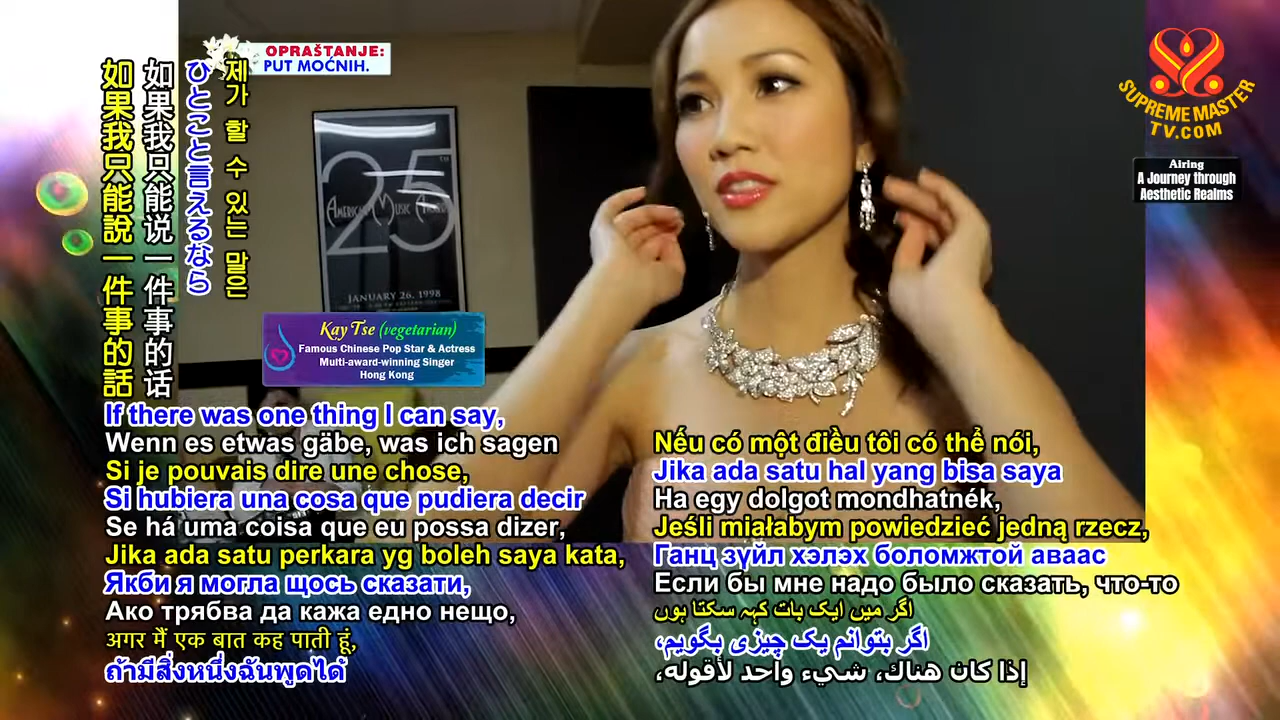 OPRAŠTANJE:
PUT MOĆNIH.
SUPREME MASTER
TV.COM
Airing
A Journey through
Aesthetic Realms
제가 할 수 있는 말은
ひとこと言えるなら
如果我只能说一件事的话
如果我只能說一件事的話
25
AMERICAN MUSIC AWARDS
JANUARY 26, 1998
Kay Tse (vegetarian)
Famous Chinese Pop Star & Actress
Multi-award-winning Singer
Hong Kong
If there was one thing I can say,
Wenn es etwas gäbe, was ich sagen
Si je pouvais dire une chose,
Si hubiera una cosa que pudiera decir
Se há uma coisa que eu possa dizer,
Jika ada satu perkara yg boleh saya kata,
Якби я могла щось сказати,
Ако трябва да кажа едно нещо,
अगर मैं एक बात कह पाती हूं,
ถ้ามีสิ่งหนึ่งฉันพูดได้
Nếu có một điều tôi có thể nói,
Jika ada satu hal yang bisa saya
Ha egy dolgot mondhatnék,
Jeśli miałabym powiedzieć jedną rzecz,
Ганц зүйл хэлэх боломжтой аваас
Если бы мне надо было сказать, что-то
اگر میں ایک بات کہہ سکتا ہوں
اگر بتوانم یک چیزی بگویم،
إذا كان هناك، شيء واحد لأقوله،